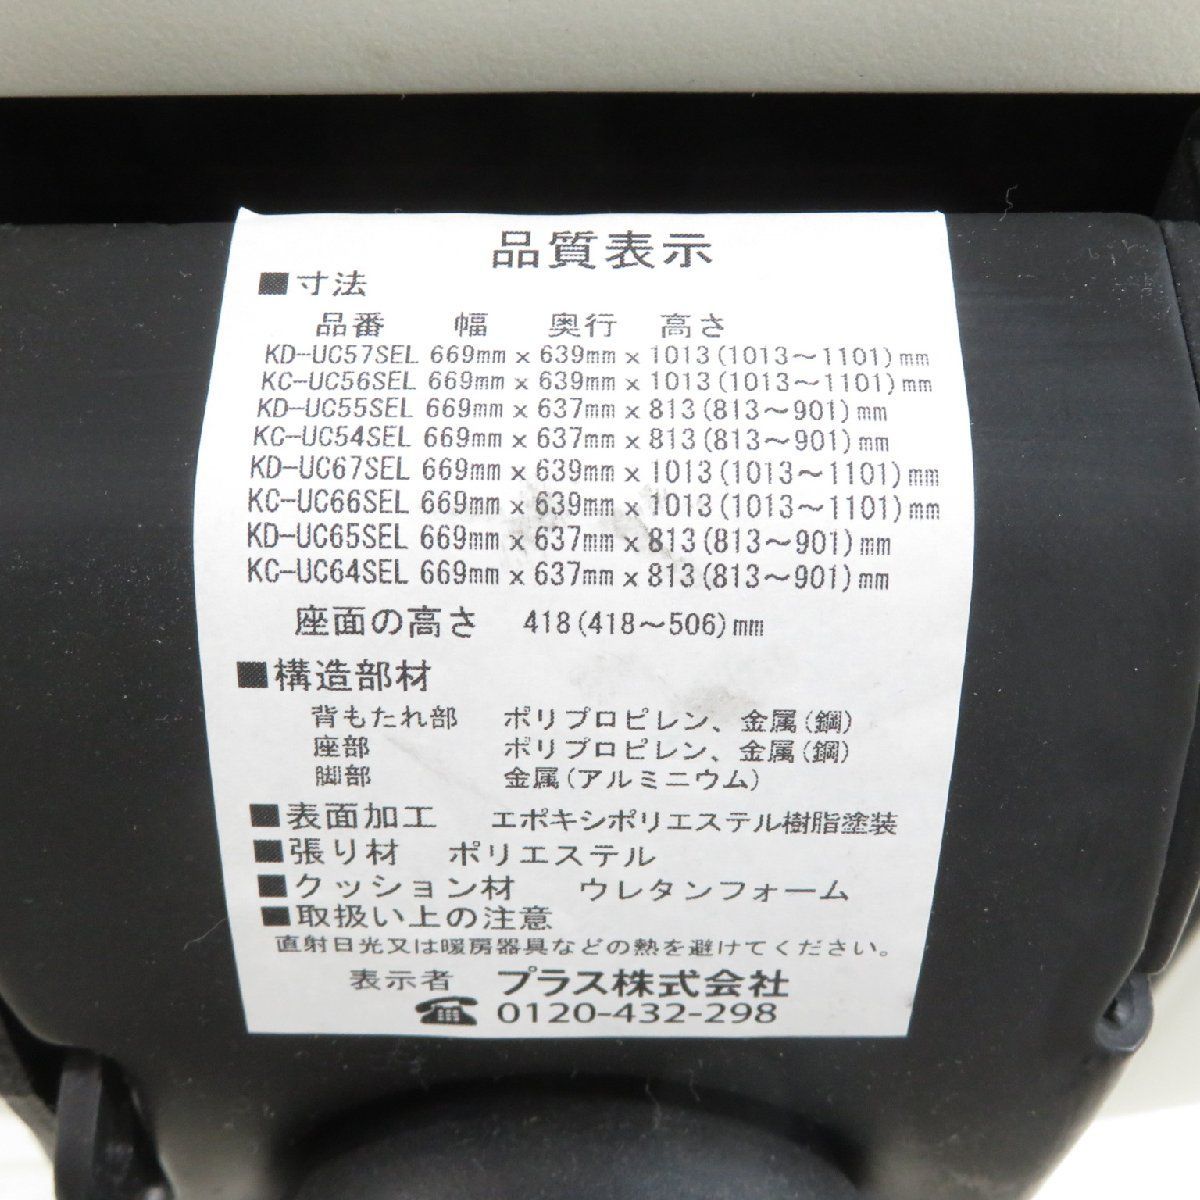 品質表示
■寸法
品番 幅 奥行 高さ
KD-UC57SEL 669mm x 639mm x 1013(1013～1101)mm
KC-UC56SEL 669mm x 639mm x 1013(1013～1101)mm
KD-UC55SEL 669mm x 637mm x 813(813～901)mm
KC-UC54SEL 669mm x 637mm x 813(813～901)mm
KD-UC67SEL 669mm x 639mm x 1013(1013～1101)mm
KC-UC66SEL 669mm x 639mm x 1013(1013～1101)mm
KD-UC65SEL 669mm x 637mm x 813(813～901)mm
KC-UC64SEL 669mm x 637mm x 813(813～901)mm
座面の高さ 418(418～506)mm
■構造部材
背もたれ部 ポリプロピレン、金属(鋼)
座部 ポリプロピレン、金属(鋼)
脚部 金属(アルミニウム)
■表面加工 エポキシポリエステル樹脂塗装
■張り材 ポリエステル
■クッション材 ウレタンフォーム
■取扱い上の注意
直射日光又は暖房器具などの熱を避けてください。
表示者 プラス株式会社
☎ 0120-432-298